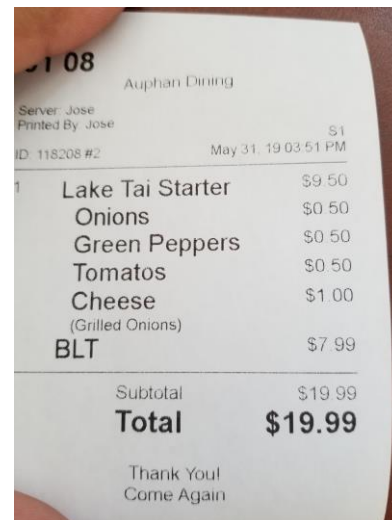 01 08
Auphan Dining
Server: Jose
Printed By: Jose
S1
ID: 118208 #2 May 31, 19 03:51 PM
1 Lake Tai Starter $9.50
Onions $0.50
Green Peppers $0.50
Tomatos $0.50
Cheese $1.00
(Grilled Onions)
BLT $7.99
Subtotal $19.99
Total $19.99
Thank You!
Come Again